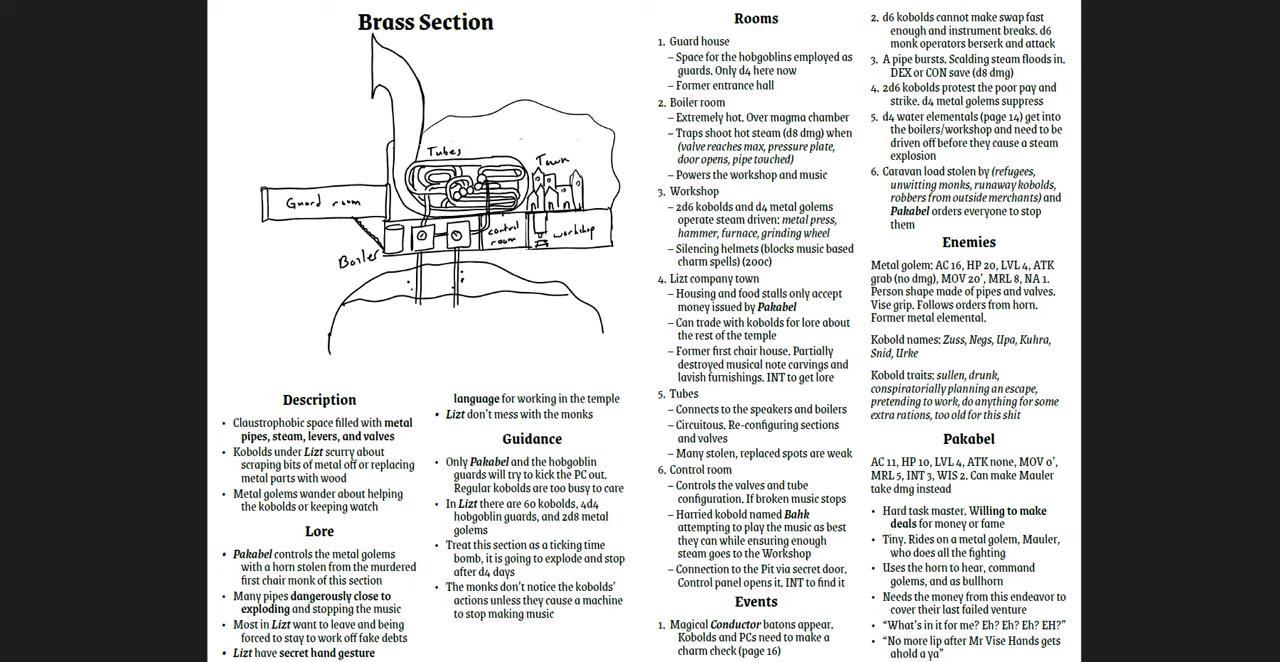 Brass Section
Tubes
Town
Guard room
Boiler
control
room
workshop
Description
• Claustrophobic space filled with metal
pipes, steam, levers, and valves
• Kobolds under Lizt scurry about
scraping bits of metal off or replacing
metal parts with wood
• Metal golems wander about helping
the kobolds or keeping watch
Lore
• Pakabel controls the metal golems
with a horn stolen from the murdered
first chair monk of this section
• Many pipes dangerously close to
exploding and stopping the music
• Most in Lizt want to leave and being
forced to stay to work off fake debts
• Lizt have secret hand gesture
language for working in the temple
• Lizt don't mess with the monks
Guidance
• Only Pakabel and the hobgoblin
guards will try to kick the PC out.
Regular kobolds are too busy to care
• In Lizt there are 60 kobolds, 4d4
hobgoblin guards, and 2d8 metal
golems
• Treat this section as a ticking time
bomb, it is going to explode and stop
after d4 days
• The monks don't notice the kobolds'
actions unless they cause a machine
to stop making music
Rooms
1. Guard house
– Space for the hobgoblins employed as
guards. Only d4 here now
– Former entrance hall
2. Boiler room
– Extremely hot. Over magma chamber
– Traps shoot hot steam (d8 dmg) when
(valve reaches max, pressure plate,
door opens, pipe touched)
– Powers the workshop and music
3. Workshop
– 2d6 kobolds and d4 metal golems
operate steam driven: metal press,
hammer, furnace, grinding wheel
– Silencing helmets (blocks music based
charm spells) (200c)
4. Lizt company town
– Housing and food stalls only accept
money issued by Pakabel
– Can trade with kobolds for lore about
the rest of the temple
– Former first chair house. Partially
destroyed musical note carvings and
lavish furnishings. INT to get lore
5. Tubes
– Connects to the speakers and boilers
– Circuitous. Re-configuring sections
and valves
– Many stolen, replaced spots are weak
6. Control room
– Controls the valves and tube
configuration. If broken music stops
– Harried kobold named Bahk
attempting to play the music as best
they can while ensuring enough
steam goes to the Workshop
– Connection to the Pit via secret door.
Control panel opens it. INT to find it
Events
1. Magical Conductor batons appear.
Kobolds and PCs need to make a
charm check (page 16)
2. d6 kobolds cannot make swap fast
enough and instrument breaks. d6
monk operators berserk and attack
3. A pipe bursts. Scalding steam floods in.
DEX or CON save (d8 dmg)
4. 2d6 kobolds protest the poor pay and
strike. d4 metal golems suppress
5. d4 water elementals (page 14) get into
the boilers/workshop and need to be
driven off before they cause a steam
explosion
6. Caravan load stolen by (refugees,
unwitting monks, runaway kobolds,
robbers from outside merchants) and
Pakabel orders everyone to stop
them
Enemies
Metal golem: AC 16, HP 20, LVL 4, ATK
grab (no dmg), MOV 20', MRL 8, NA 1.
Person shape made of pipes and valves.
Vise grip. Follows orders from horn.
Former metal elemental.
Kobold names: Zuss, Negs, Upa, Kuhra,
Snid, Urke
Kobold traits: sullen, drunk,
conspiratorially planning an escape,
pretending to work, do anything for some
extra rations, too old for this shit
Pakabel
AC 11, HP 10, LVL 4, ATK none, MOV 0',
MRL 5, INT 3, WIS 2. Can make Mauler
take dmg instead
• Hard task master. Willing to make
deals for money or fame
• Tiny. Rides on a metal golem, Mauler,
who does all the fighting
• Uses the horn to hear, command
golems, and as bullhorn
• Needs the money from this endeavor to
cover their last failed venture
• "What's in it for me? Eh? Eh? Eh? EH?"
• "No more lip after Mr Vise Hands gets
ahold a ya"